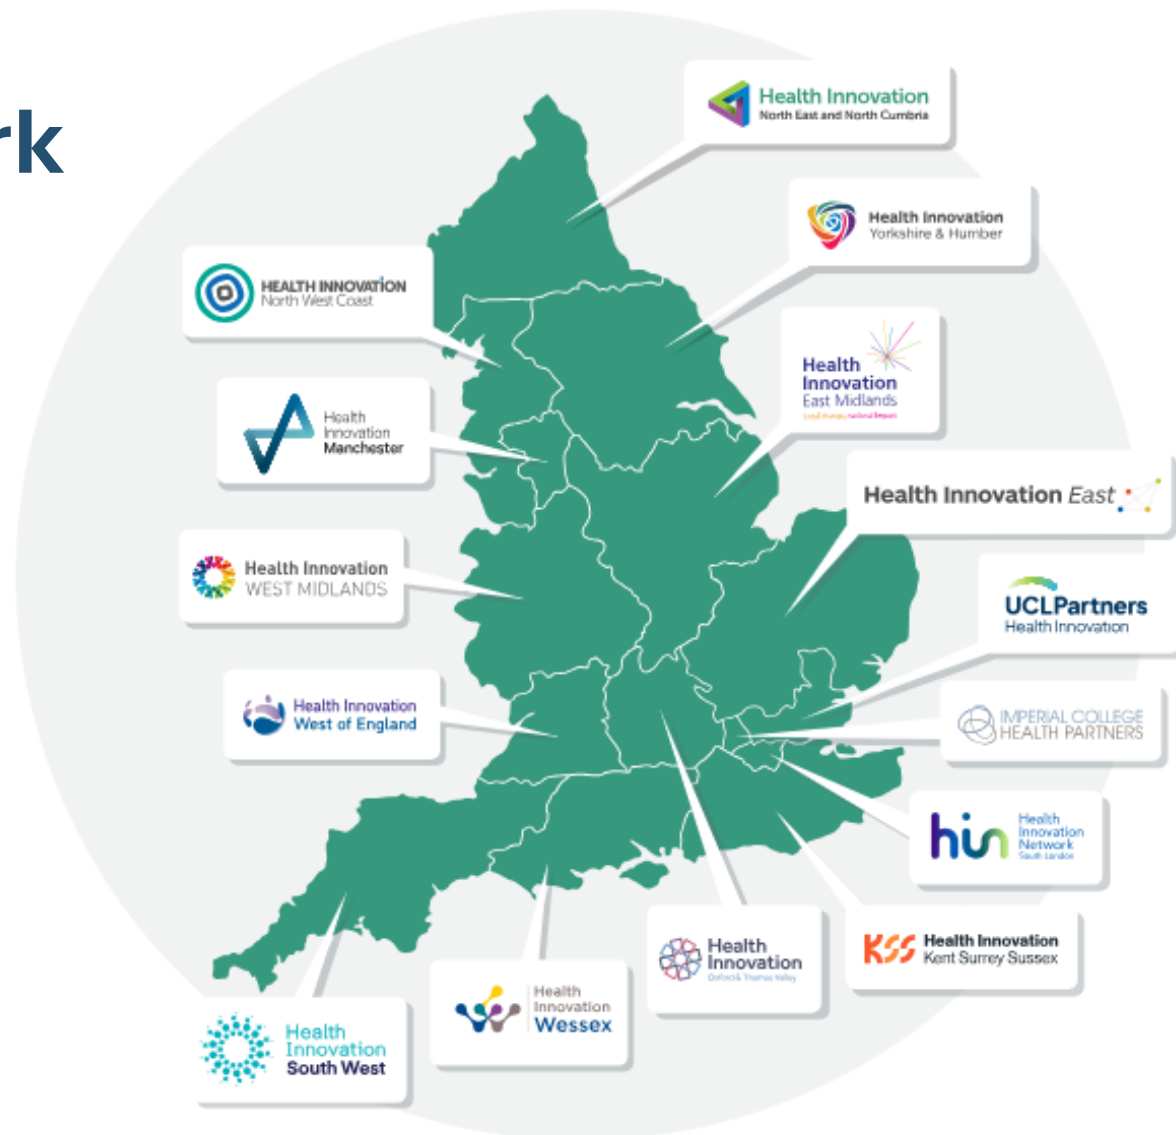 rk
Health Innovation
North East and North Cumbria
Health Innovation
Yorkshire & Humber
HEALTH INNOVATION
North West Coast
Health
Innovation
East Midlands
Health
Innovation
Manchester
Health Innovation East
Health Innovation
WEST MIDLANDS
UCLPartners
Health Innovation
Health Innovation
West of England
IMPERIAL COLLEGE
HEALTH PARTNERS
hin
Health
Innovation
Network
South London
Health
Innovation
Oxford & Thames Valley
KSS
Health Innovation
Kent Surrey Sussex
Health
Innovation
Wessex
Health
Innovation
South West